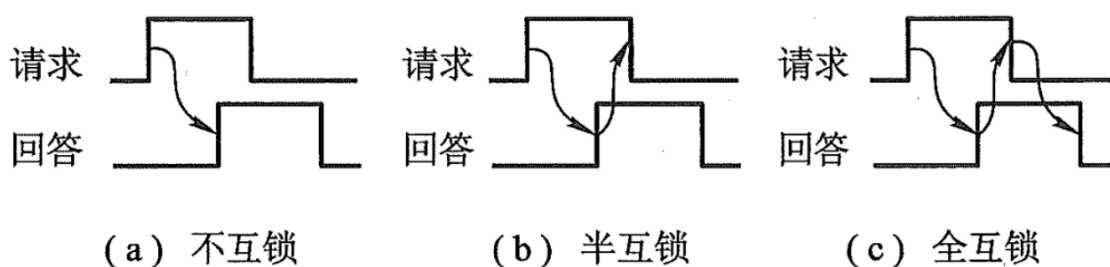 请求 请求 请求
回答 回答 回答
(a) 不互锁 (b) 半互锁 (c) 全互锁